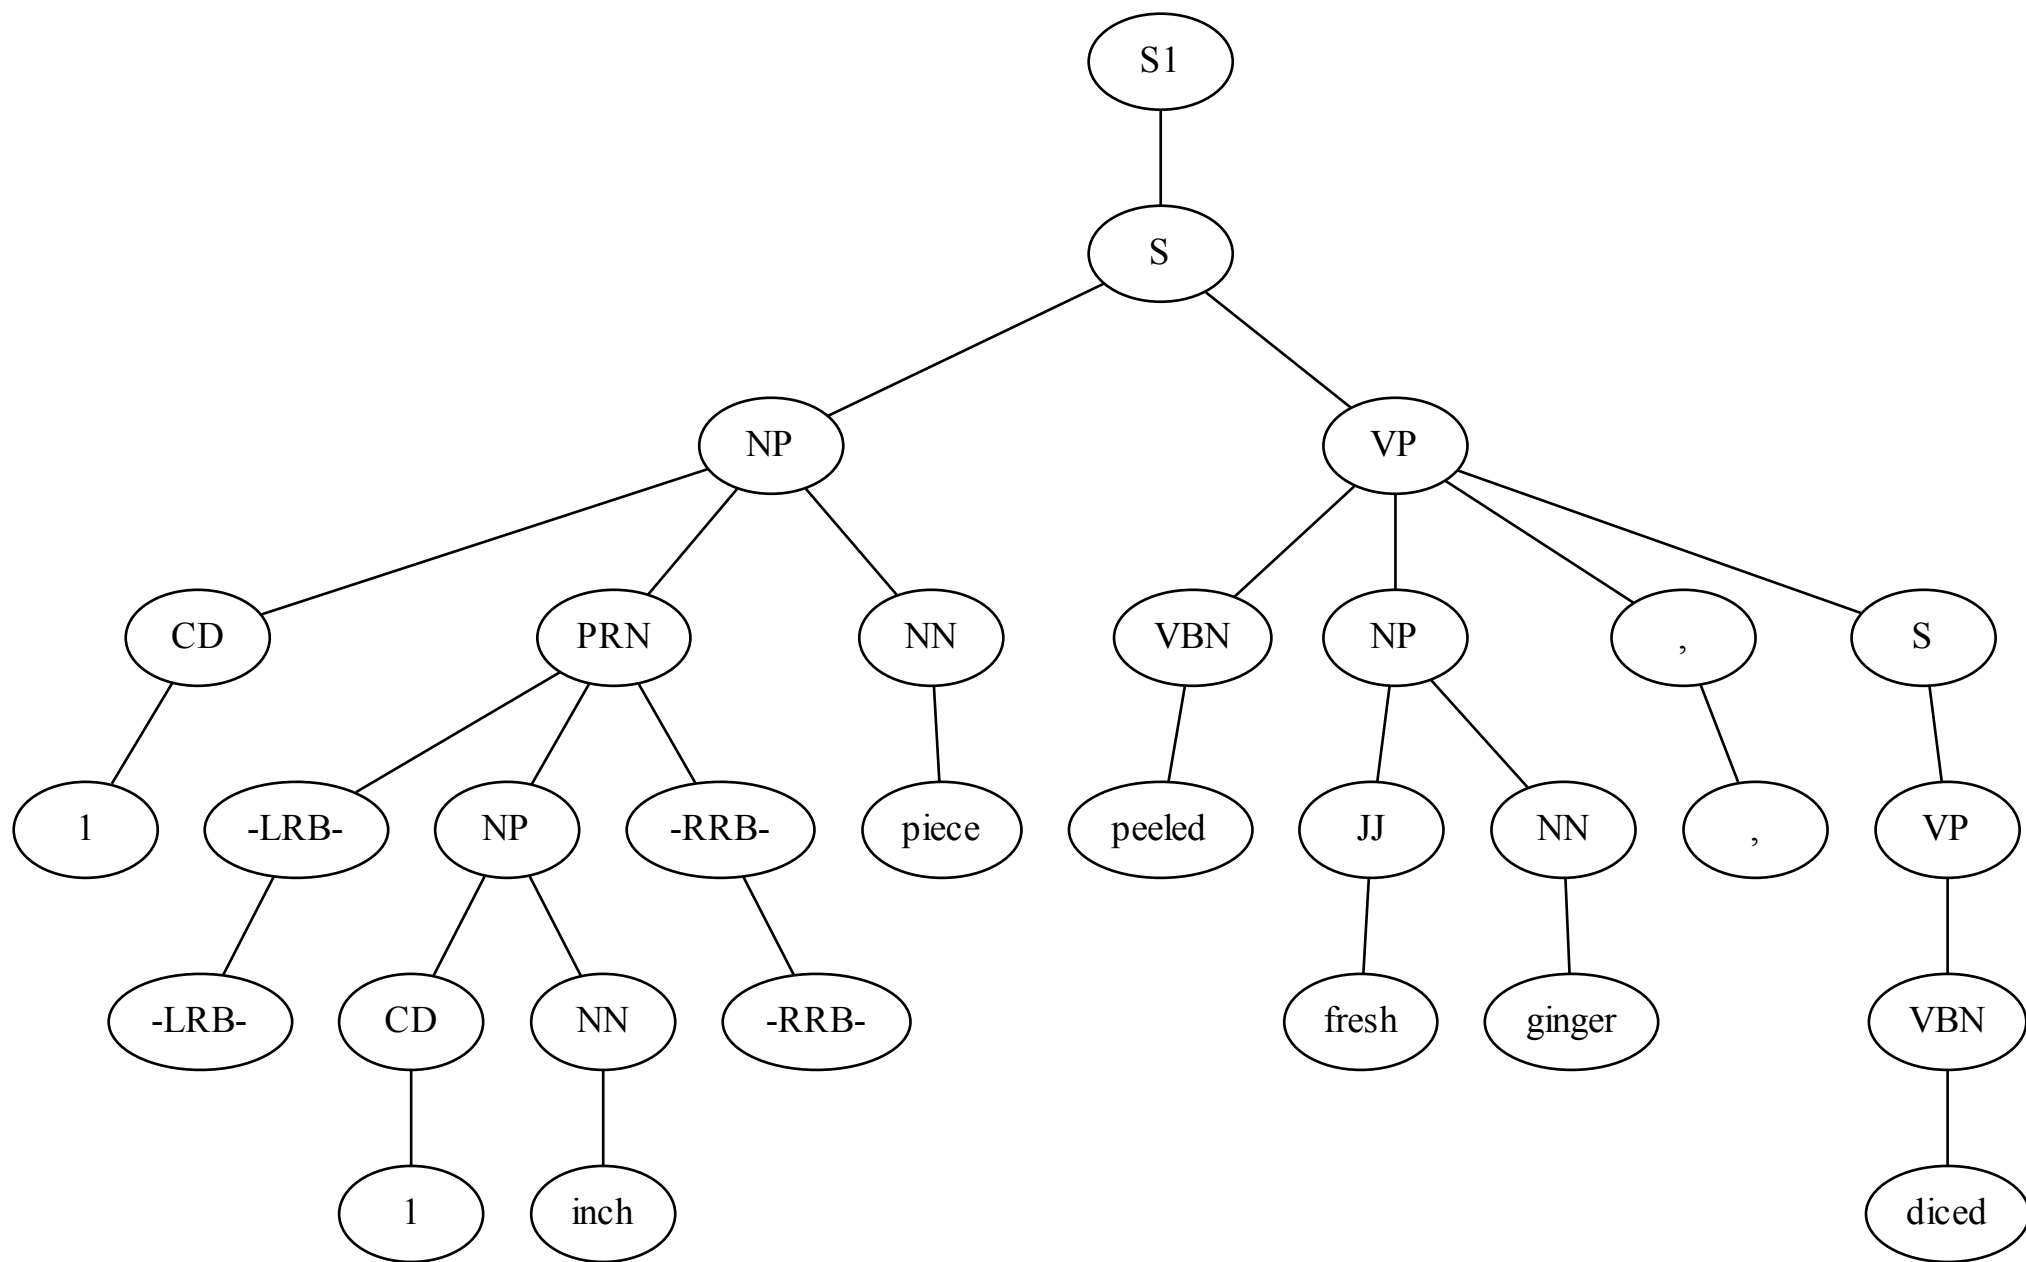 S1
S
NP VP
CD PRN NN VBN NP , S
1 -LRB- NP -RRB- piece peeled JJ NN , VP
-LRB- CD NN -RRB- fresh ginger VBN
1 inch diced